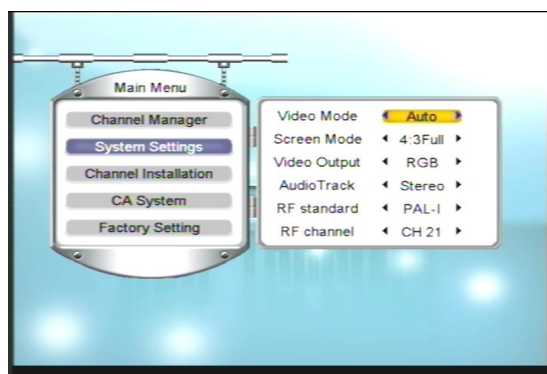 Main Menu
Channel Manager
System Settings
Channel Installation
CA System
Factory Setting
Video Mode Auto
Screen Mode 4:3Full
Video Output RGB
AudioTrack Stereo
RF standard PAL-I
RF channel CH 21